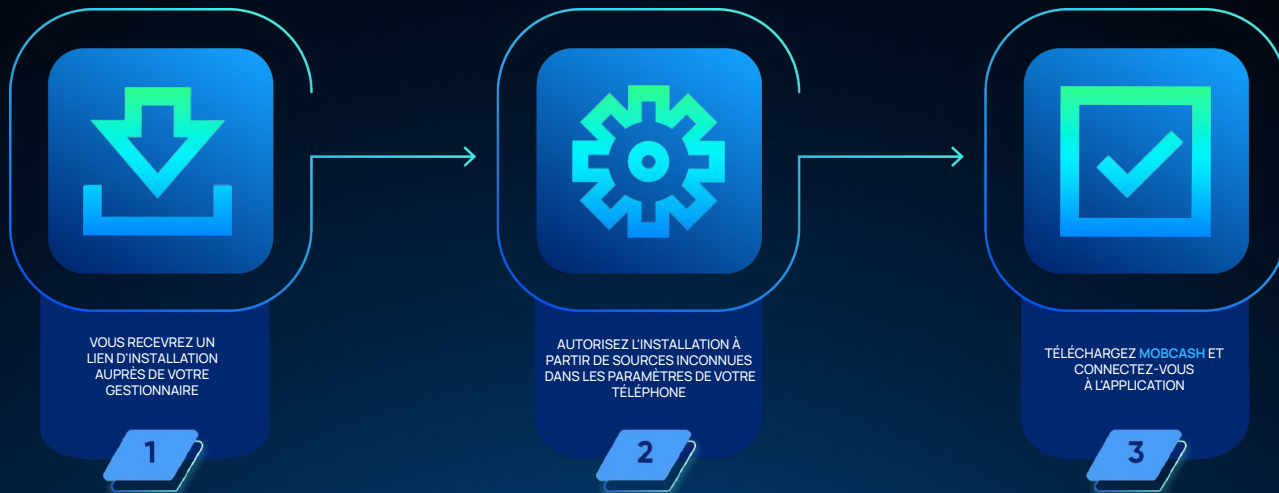 VOUS RECEVREZ UN
LIEN D'INSTALLATION
AUPRÈS DE VOTRE
GESTIONNAIRE
1
AUTORISEZ L'INSTALLATION À
PARTIR DE SOURCES INCONNUES
DANS LES PARAMÈTRES DE VOTRE
TÉLÉPHONE
2
TÉLÉCHARGEZ MOBCASH ET
CONNECTEZ-VOUS
À L'APPLICATION
3